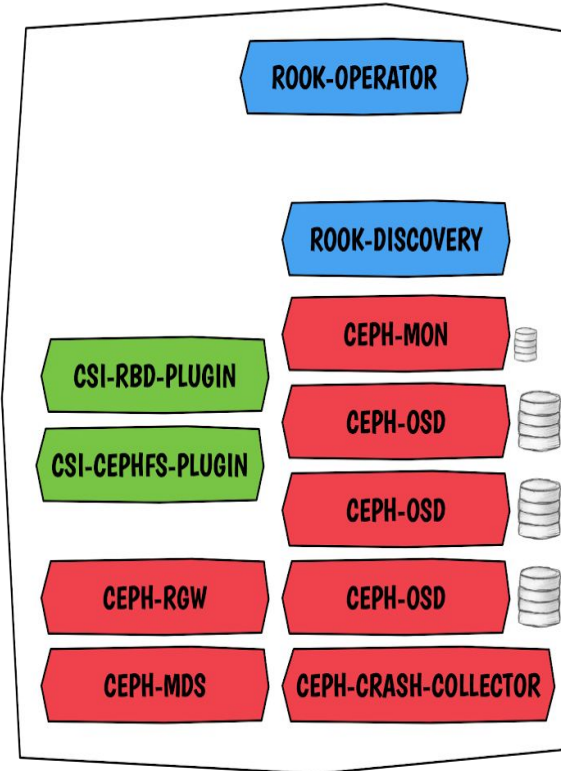 ROOK-OPERATOR
ROOK-DISCOVERY
CEPH-MON
CSI-RBD-PLUGIN
CEPH-OSD
CSI-CEPHFS-PLUGIN
CEPH-OSD
CEPH-RGW
CEPH-OSD
CEPH-MDS
CEPH-CRASH-COLLECTOR